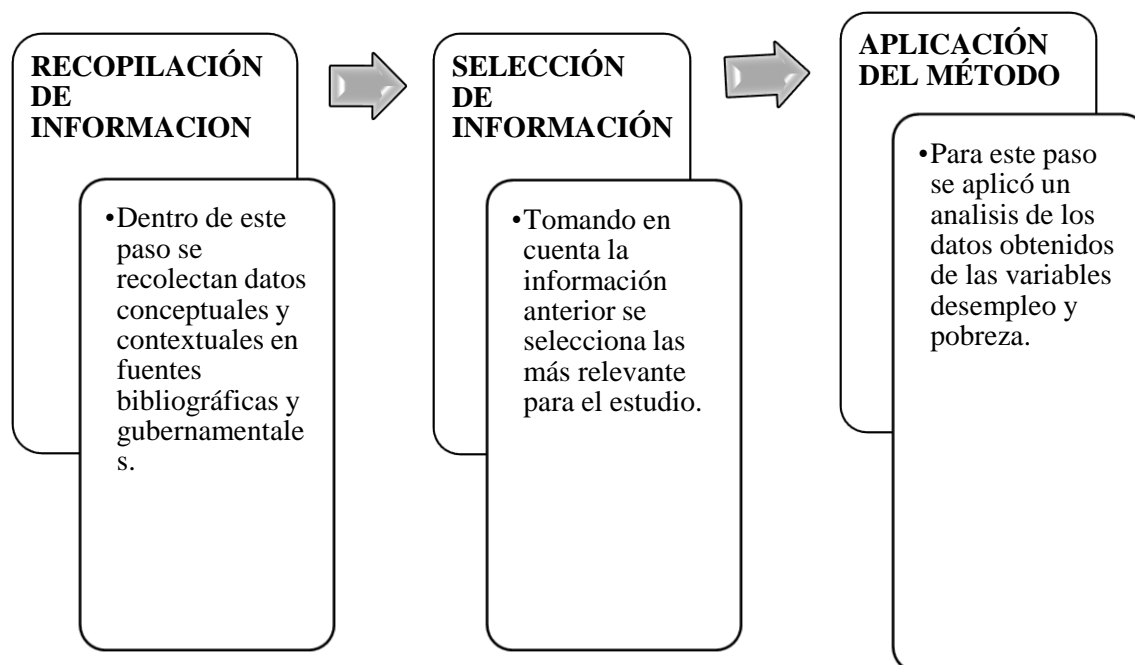 RECOPILACIÓN
DE
INFORMACION
•Dentro de este
paso se
recolectan datos
conceptuales y
contextuales en
fuentes
bibliográficas y
gubernamentale
s.
SELECCIÓN
DE
INFORMACIÓN
•Tomando en
cuenta la
información
anterior se
selecciona las
más relevante
para el estudio.
APLICACIÓN
DEL MÉTODO
•Para este paso
se aplicó un
analisis de los
datos obtenidos
de las variables
desempleo y
pobreza.